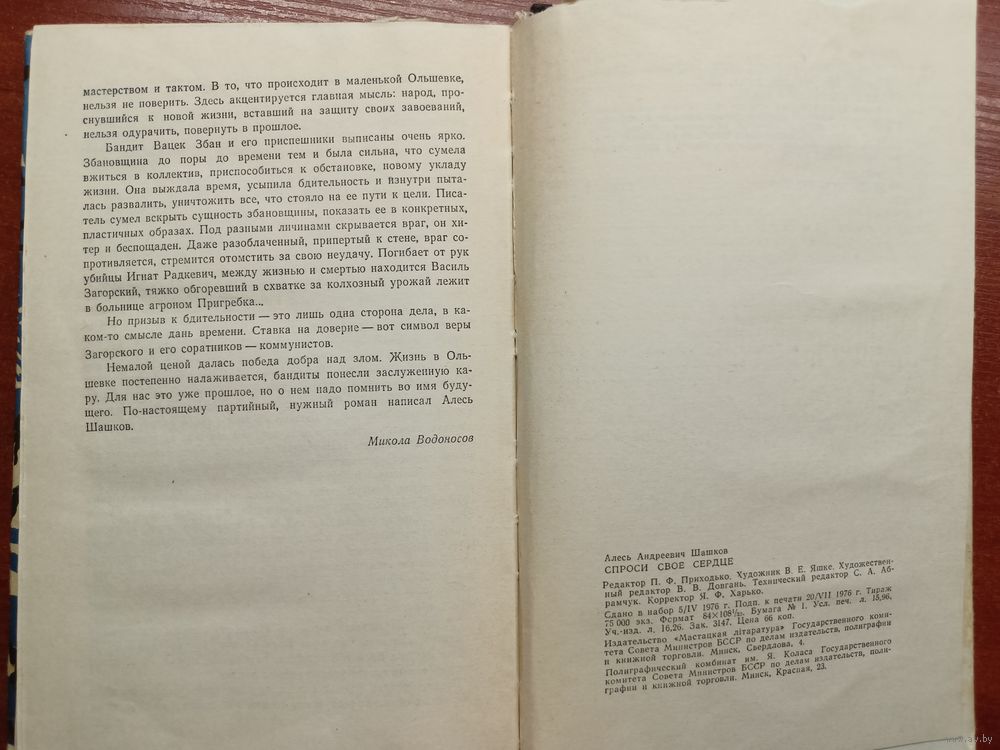 мастерством и тактом. В то, что происходит в маленькой Ольшевке,
нельзя не поверить. Здесь акцентируется главная мысль: народ, про-
снувшийся к новой жизни, вставший на защиту своих завоеваний,
нельзя одурачить, повернуть в прошлое.
Бандит Вацек Збан и его приспешники выписаны очень ярко.
Збановщина до поры до времени тем и была сильна, что сумела
вжиться в коллектив, приспособиться к обстановке, новому укладу
жизни. Она выждала время, усыпила бдительность и изнутри пыта-
лась развалить, уничтожить все, что стояло на ее пути к цели. Писа-
тель сумел вскрыть сущность збановщины, показать ее в конкретных,
пластичных образах. Под разными личинами скрывается враг, он хи-
тер и беспощаден. Даже разоблаченный, припертый к стене, враг со-
противляется, стремится отомстить за свою неудачу. Погибает от рук
убийцы Игнат Радкевич, между жизнью и смертью находится Василь
Загорский, тяжко обгоревший в схватке за колхозный урожай лежит
в больнице агроном Пригребка...
Но призыв к бдительности — это лишь одна сторона дела, в ка-
ком-то смысле дань времени. Ставка на доверие — вот символ веры
Загорского и его соратников — коммунистов.
Немалой ценой далась победа добра над злом. Жизнь в Оль-
шевке постепенно налаживается, бандиты понесли заслуженную ка-
ру. Для нас это уже прошлое, но о нем надо помнить во имя буду-
щего. По-настоящему партийный, нужный роман написал Алесь
Шашков.
Микола Водоносов
Алесь Андреевич Шашков
СПРОСИ СВОЕ СЕРДЦЕ
Редактор П. Ф. Приходько. Художник В. Е. Яшке. Художествен-
ный редактор В. В. Довгань. Технический редактор С. А. Аб-
рамчук. Корректор Я. Ф. Харько.
Сдано в набор 5/IV 1976 г. Подп. к печати 20/VII 1976 г. Тираж
75 000 экз. Формат 84×108¹/₃₂. Бумага № 1. Усл. печ. л. 15,96,
Уч.-изд. л. 16,26. Зак. 3147. Цена 66 коп.
Издательство «Мастацкая літаратура» Государственного коми-
тета Совета Министров БССР по делам издательств, полиграфии
и книжной торговли. Минск, Свердлова, 4.
Полиграфический комбинат им. Я. Коласа Государственного
комитета Совета Министров БССР по делам издательств, поли-
графии и книжной торговли. Минск, Красная, 23.
www.av.by